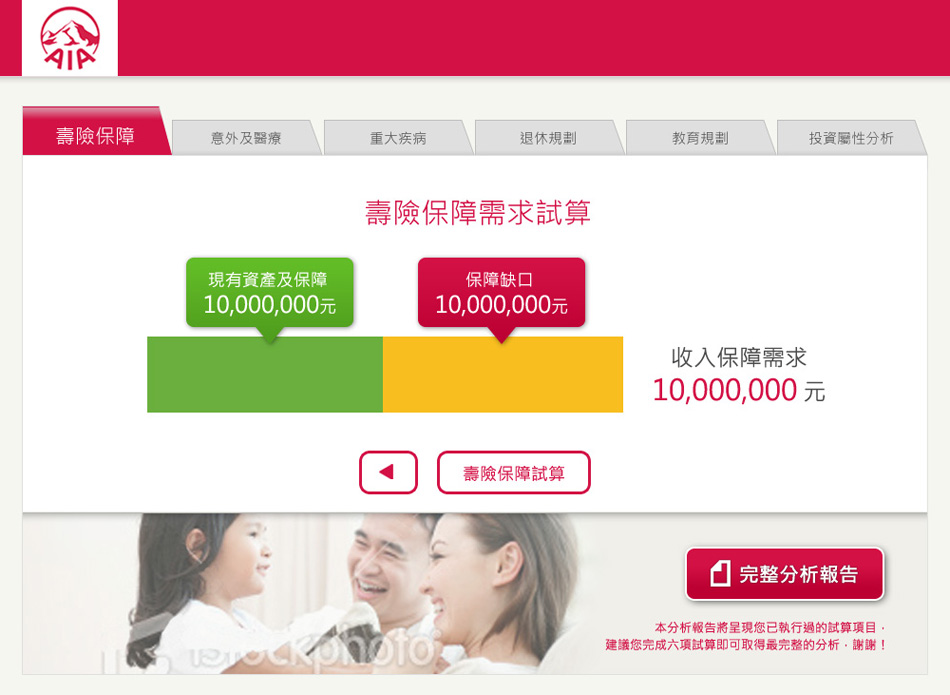 AIA
壽險保障
意外及醫療
重大疾病
退休規劃
教育規劃
投資屬性分析
壽險保障需求試算
現有資產及保障
10,000,000元
保障缺口
10,000,000元
收入保障需求
10,000,000 元
壽險保障試算
完整分析報告
本分析報告將呈現您已執行過的試算項目，
建議您完成六項試算即可取得最完整的分析，謝謝！
iStockphoto